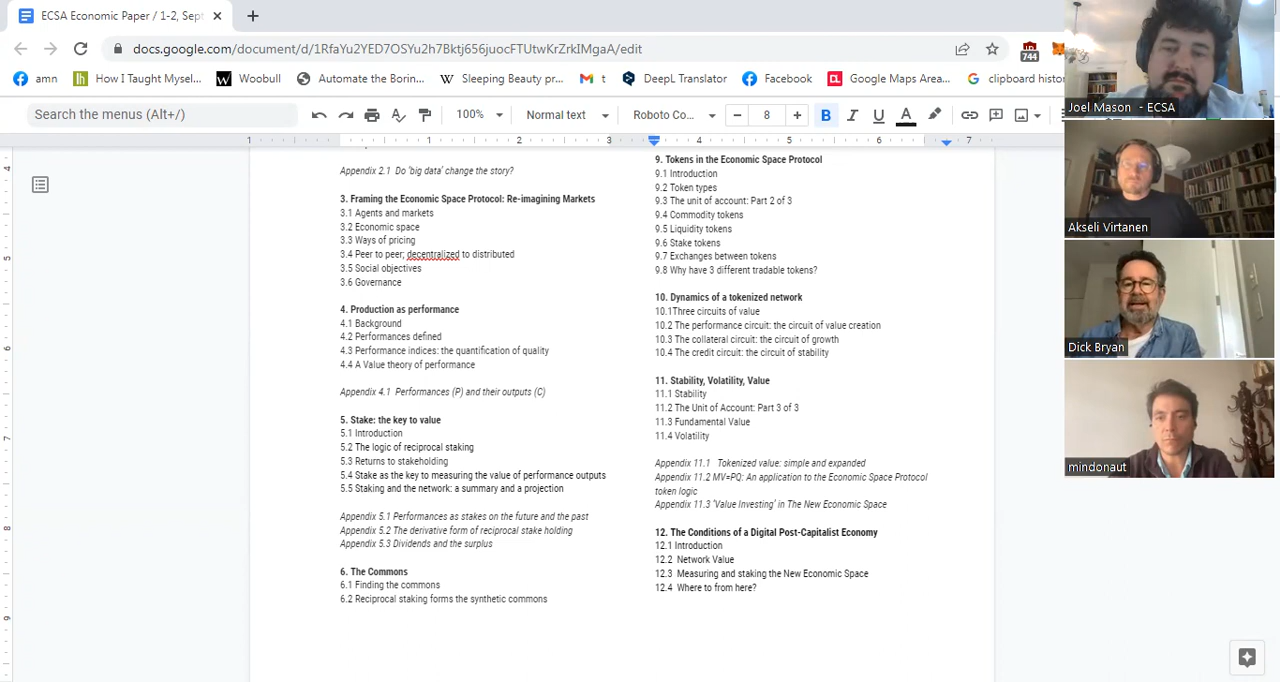 ECSA Economic Paper / 1-2, Sept
docs.google.com/document/d/1RfaYu2YED7OSYu2h7Bktj656juocFTUtwKrZrkIMgaA/edit
744
amn
How I Taught Mysel...
Woobull
Automate the Borin...
Sleeping Beauty pr...
t
DeepL Translator
Facebook
Google Maps Area...
clipboard histor
Search the menus (Alt+/)
100%
Normal text
Roboto Co...
8
B
I
U
A
1 1 2 3 4 5 6 7
4
5
6
7
8
9
Appendix 2.1 Do 'big data' change the story?
3. Framing the Economic Space Protocol: Re-imagining Markets
3.1 Agents and markets
3.2 Economic space
3.3 Ways of pricing
3.4 Peer to peer; decentralized to distributed
3.5 Social objectives
3.6 Governance
4. Production as performance
4.1 Background
4.2 Performances defined
4.3 Performance indices: the quantification of quality
4.4 A Value theory of performance
Appendix 4.1 Performances (P) and their outputs (C)
5. Stake: the key to value
5.1 Introduction
5.2 The logic of reciprocal staking
5.3 Returns to stakeholding
5.4 Stake as the key to measuring the value of performance outputs
5.5 Staking and the network: a summary and a projection
Appendix 5.1 Performances as stakes on the future and the past
Appendix 5.2 The derivative form of reciprocal stake holding
Appendix 5.3 Dividends and the surplus
6. The Commons
6.1 Finding the commons
6.2 Reciprocal staking forms the synthetic commons
9. Tokens in the Economic Space Protocol
9.1 Introduction
9.2 Token types
9.3 The unit of account: Part 2 of 3
9.4 Commodity tokens
9.5 Liquidity tokens
9.6 Stake tokens
9.7 Exchanges between tokens
9.8 Why have 3 different tradable tokens?
10. Dynamics of a tokenized network
10.1Three circuits of value
10.2 The performance circuit: the circuit of value creation
10.3 The collateral circuit: the circuit of growth
10.4 The credit circuit: the circuit of stability
11. Stability, Volatility, Value
11.1 Stability
11.2 The Unit of Account: Part 3 of 3
11.3 Fundamental Value
11.4 Volatility
Appendix 11.1 Tokenized value: simple and expanded
Appendix 11.2 MV=PQ: An application to the Economic Space Protocol
token logic
Appendix 11.3 'Value Investing' in The New Economic Space
12. The Conditions of a Digital Post-Capitalist Economy
12.1 Introduction
12.2 Network Value
12.3 Measuring and staking the New Economic Space
12.4 Where to from here?
Joel Mason - ECSA
Akseli Virtanen
Dick Bryan
mindonaut